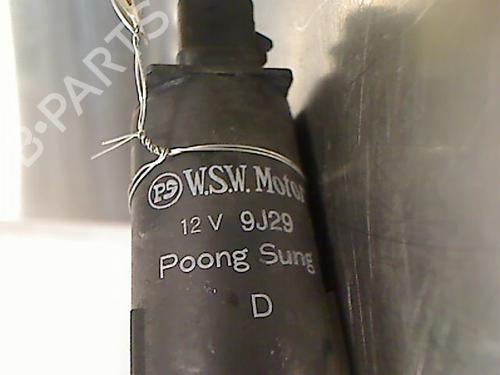 B-PARTS
PS W.S.W. Motor
12 V 9J29
Poong Sung
D